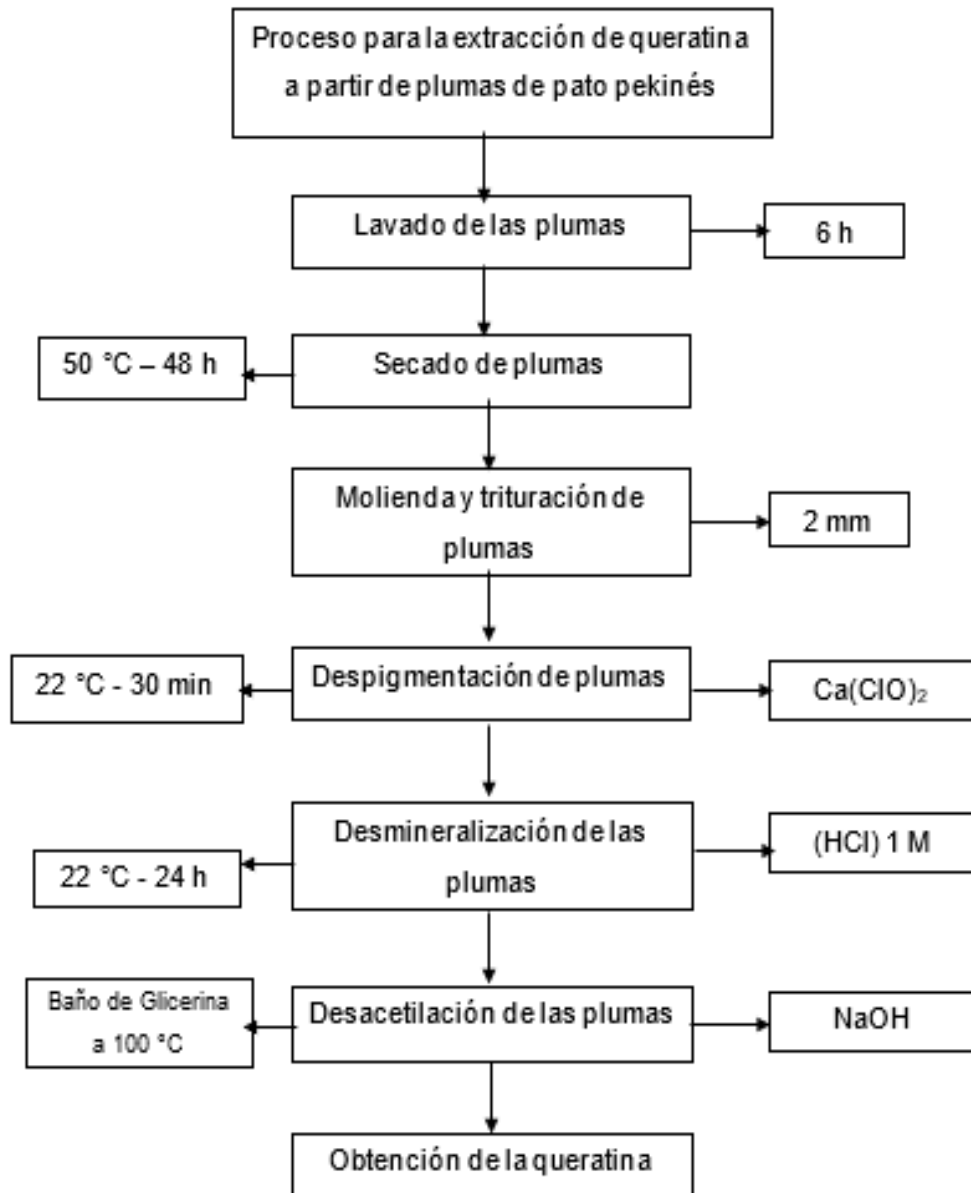 Proceso para la extracción de queratina
a partir de plumas de pato pekinés
Lavado de las plumas
6 h
50 °C – 48 h
Secado de plumas
Molienda y trituración de
plumas
2 mm
22 °C - 30 min
Despigmentación de plumas
Ca(ClO)₂
Desmineralización de las
plumas
(HCl) 1 M
22 °C - 24 h
Baño de Glicerina
a 100 °C
Desacetilación de las plumas
NaOH
Obtención de la queratina